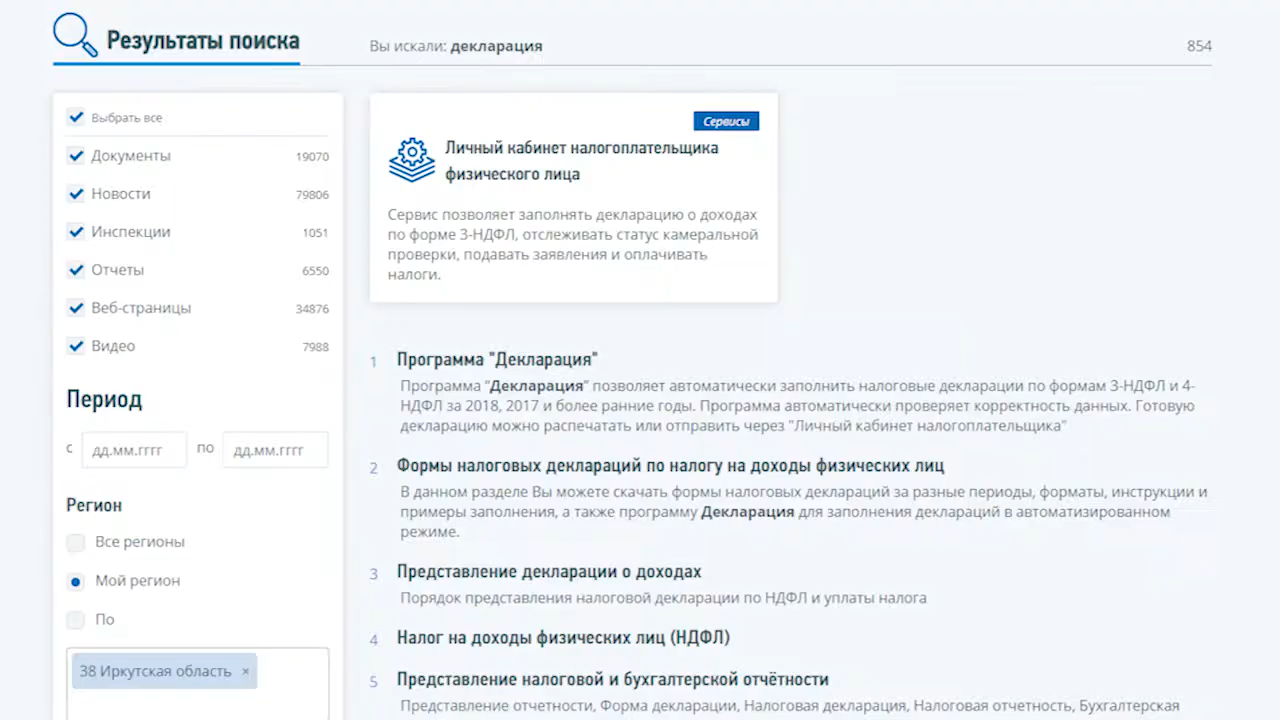 Результаты поиска
Вы искали: декларация
854
Выбрать все
Документы 19070
Новости 79806
Инспекции 1051
Отчеты 6550
Веб-страницы 34876
Видео 7988
Период
с дд.мм.гггг по дд.мм.гггг
Регион
Все регионы
Мой регион
По
38 Иркутская область ×
Сервисы
Личный кабинет налогоплательщика
физического лица
Сервис позволяет заполнять декларацию о доходах
по форме 3-НДФЛ, отслеживать статус камеральной
проверки, подавать заявления и оплачивать
налоги.
1 Программа "Декларация"
Программа "Декларация" позволяет автоматически заполнить налоговые декларации по формам 3-НДФЛ и 4-
НДФЛ за 2018, 2017 и более ранние годы. Программа автоматически проверяет корректность данных. Готовую
декларацию можно распечатать или отправить через "Личный кабинет налогоплательщика"
2 Формы налоговых деклараций по налогу на доходы физических лиц
В данном разделе Вы можете скачать формы налоговых деклараций за разные периоды, форматы, инструкции и
примеры заполнения, а также программу Декларация для заполнения деклараций в автоматизированном
режиме.
3 Представление декларации о доходах
Порядок представления налоговой декларации по НДФЛ и уплаты налога
4 Налог на доходы физических лиц (НДФЛ)
5 Представление налоговой и бухгалтерской отчётности
Представление отчетности, Форма декларации, Налоговая декларация, Налоговая отчетность, Бухгалтерская